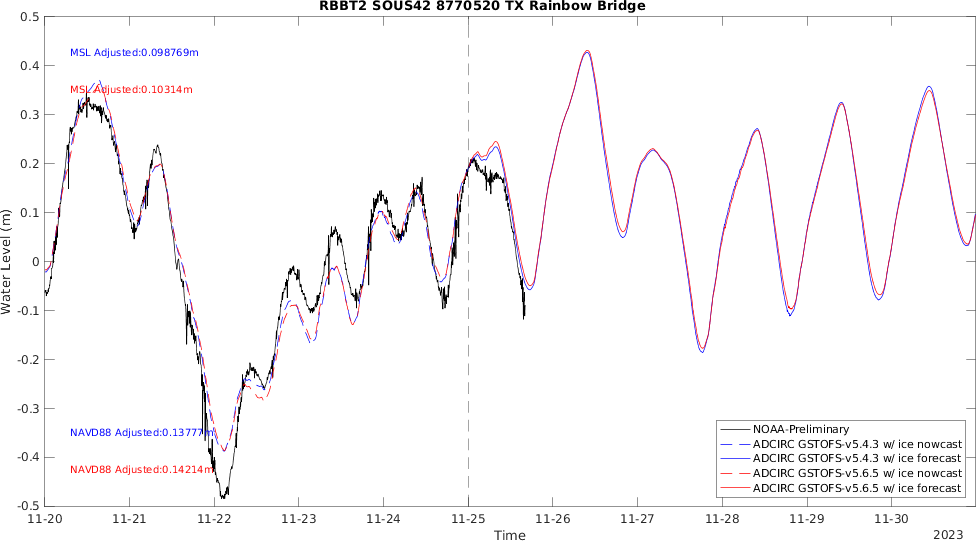 RBBT2 SOUS42 8770520 TX Rainbow Bridge
0.5
0.4
0.3
0.2
0.1
0
-0.1
-0.2
-0.3
-0.4
-0.5
Water Level (m)
MSL Adjusted:0.098769m
MSL Adjusted:0.10314m
NAVD88 Adjusted:0.13777m
NAVD88 Adjusted:0.14214m
NOAA-Preliminary
ADCIRC GSTOFS-v5.4.3 w/ ice nowcast
ADCIRC GSTOFS-v5.4.3 w/ ice forecast
ADCIRC GSTOFS-v5.6.5 w/ ice nowcast
ADCIRC GSTOFS-v5.6.5 w/ ice forecast
11-20 11-21 11-22 11-23 11-24 11-25 11-26 11-27 11-28 11-29 11-30
Time
2023